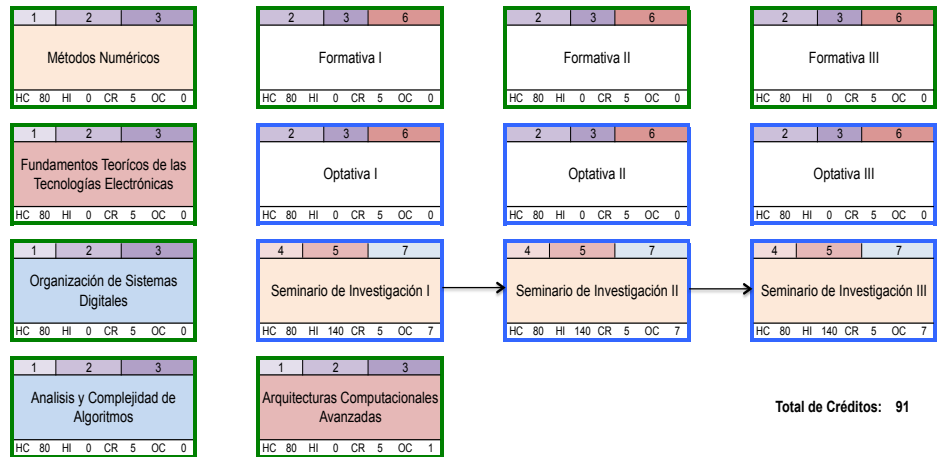 1 2 3
Métodos Numéricos
HC 80 HI 0 CR 5 OC 0
2 3 6
Formativa I
HC 80 HI 0 CR 5 OC 0
2 3 6
Formativa II
HC 80 HI 0 CR 5 OC 0
2 3 6
Formativa III
HC 80 HI 0 CR 5 OC 0
1 2 3
Fundamentos Teorícos de las
Tecnologías Electrónicas
HC 80 HI 0 CR 5 OC 0
2 3 6
Optativa I
HC 80 HI 0 CR 5 OC 0
2 3 6
Optativa II
HC 80 HI 0 CR 5 OC 0
2 3 6
Optativa III
HC 80 HI 0 CR 5 OC 0
1 2 3
Organización de Sistemas
Digitales
HC 80 HI 0 CR 5 OC 0
4 5 7
Seminario de Investigación I
HC 80 HI 140 CR 5 OC 7
4 5 7
Seminario de Investigación II
HC 80 HI 140 CR 5 OC 7
4 5 7
Seminario de Investigación III
HC 80 HI 140 CR 5 OC 7
1 2 3
Analisis y Complejidad de
Algoritmos
HC 80 HI 0 CR 5 OC 0
1 2 3
Arquitecturas Computacionales
Avanzadas
HC 80 HI 0 CR 5 OC 1
Total de Créditos: 91